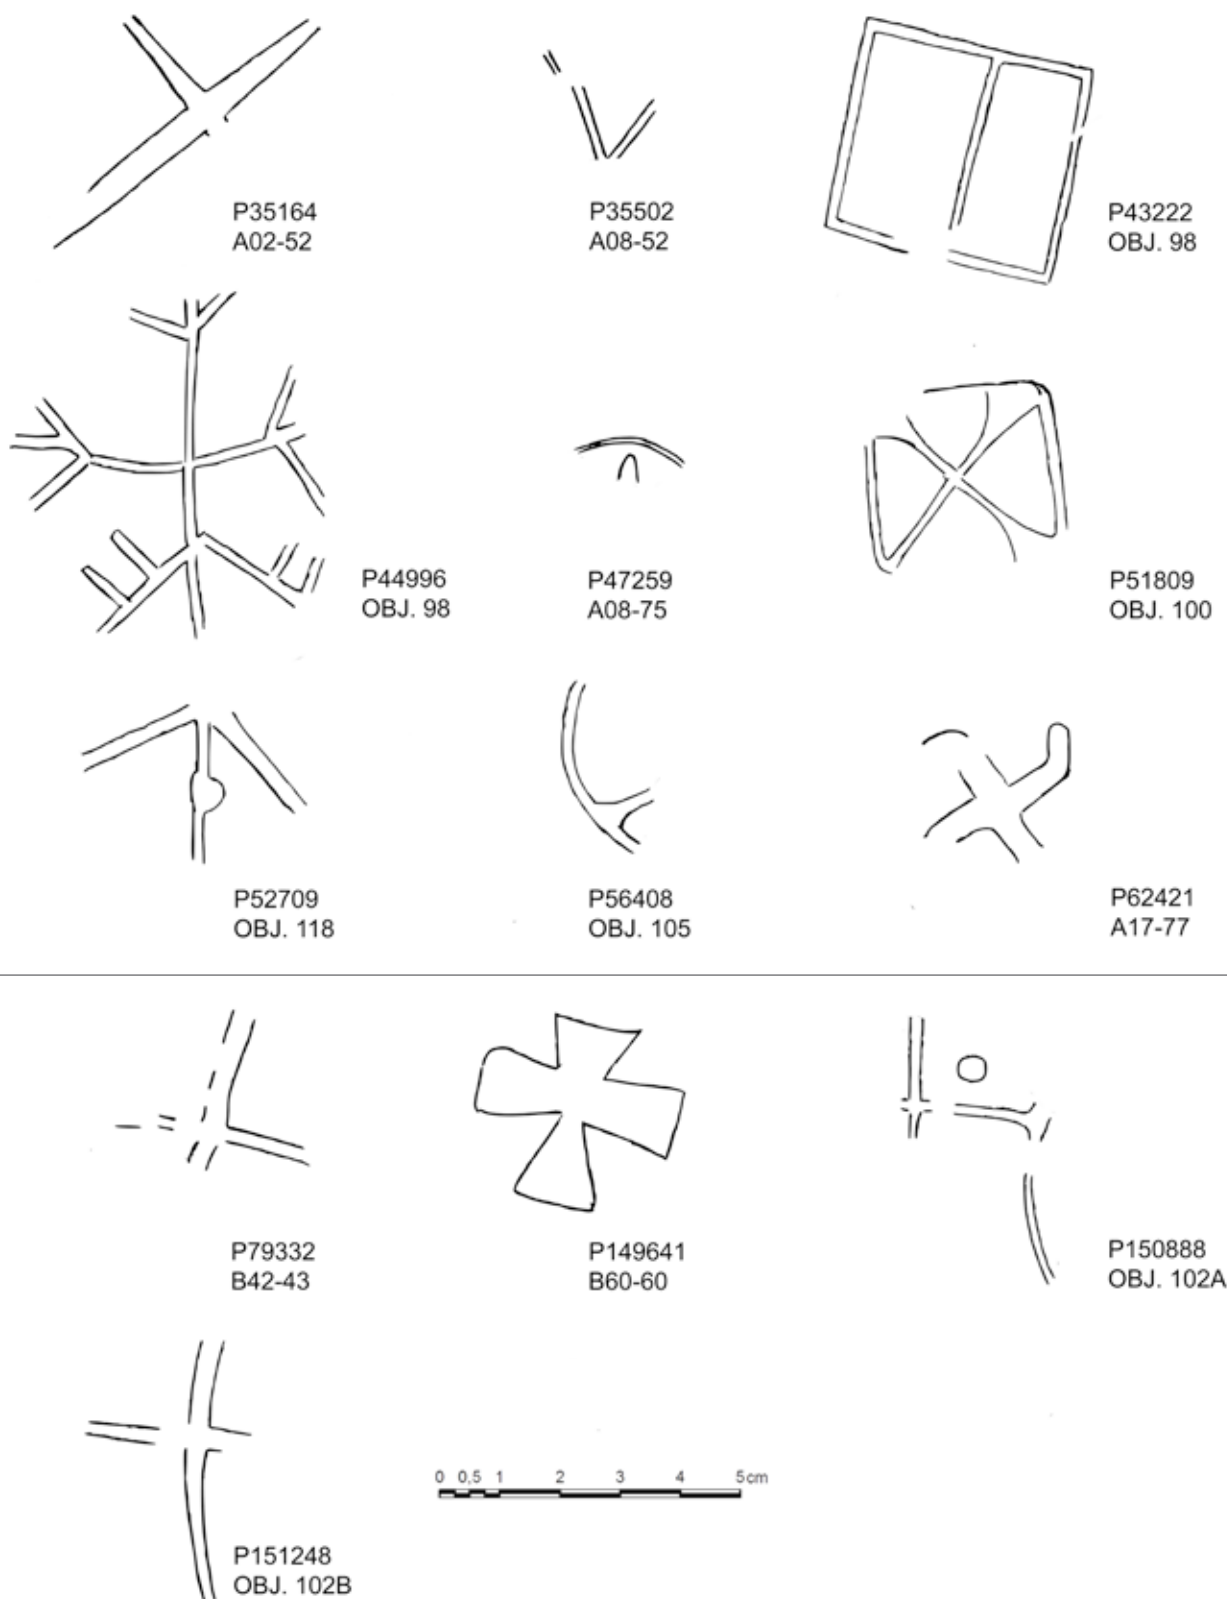 P35164
A02-52
P35502
A08-52
P43222
OBJ. 98
P44996
OBJ. 98
P47259
A08-75
P51809
OBJ. 100
P52709
OBJ. 118
P56408
OBJ. 105
P62421
A17-77
P79332
B42-43
P149641
B60-60
P150888
OBJ. 102A
0 0,5 1 2 3 4 5cm
P151248
OBJ. 102B